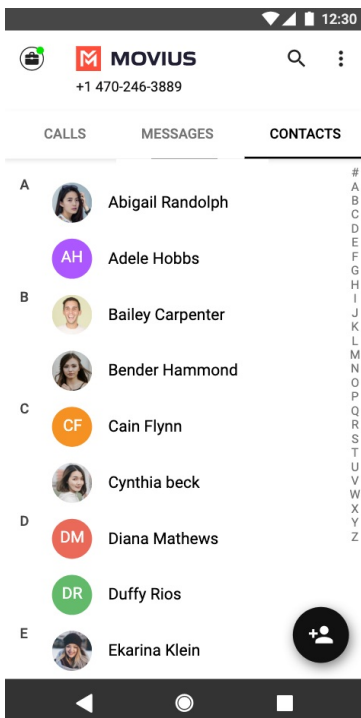 12:30
MOVIUS
+1 470-246-3889
CALLS MESSAGES CONTACTS
#
A
Abigail Randolph
AH Adele Hobbs
B
Bailey Carpenter
Bender Hammond
C
CF Cain Flynn
Cynthia beck
D
DM Diana Mathews
DR Duffy Rios
E
Ekarina Klein
A
B
C
D
E
F
G
H
I
J
K
L
M
N
O
P
Q
R
S
T
U
V
W
X
Y
Z